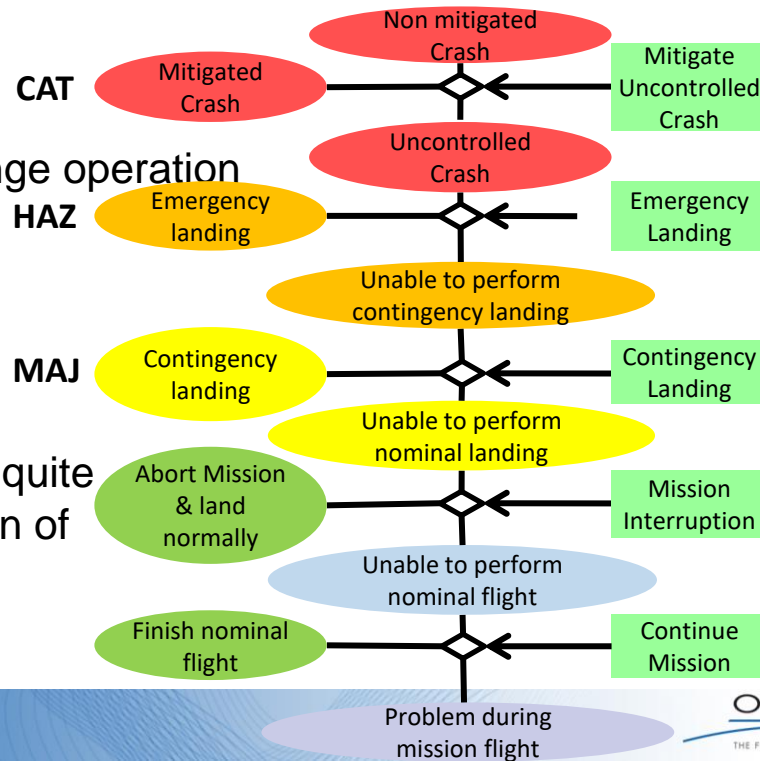 Non mitigated
Crash
CAT
Mitigated
Crash
Mitigate
Uncontrolled
Crash
Uncontrolled
Crash
nge operation
HAZ
Emergency
landing
Emergency
Landing
Unable to perform
contingency landing
MAJ
Contingency
landing
Contingency
Landing
Unable to perform
nominal landing
quite
n of
Abort Mission
& land
normally
Mission
Interruption
Unable to perform
nominal flight
Finish nominal
flight
Continue
Mission
Problem during
mission flight
O
THE F